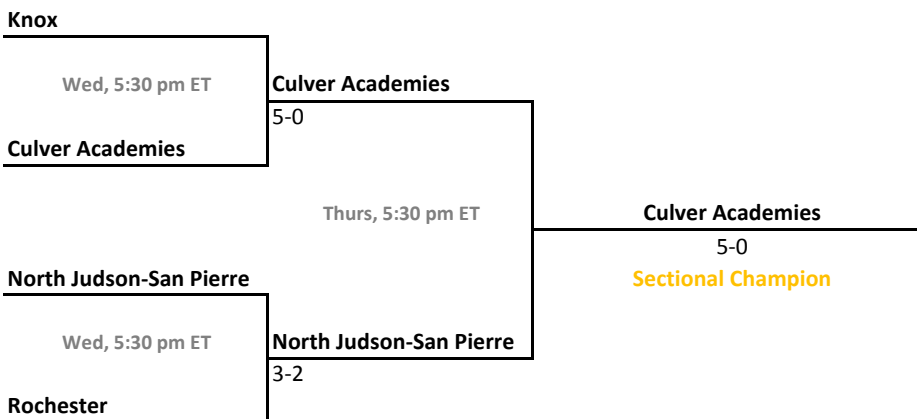 Knox
Wed, 5:30 pm ET
Culver Academies
5-0
Culver Academies
Thurs, 5:30 pm ET
Culver Academies
5-0
Sectional Champion
North Judson-San Pierre
Wed, 5:30 pm ET
North Judson-San Pierre
3-2
Rochester